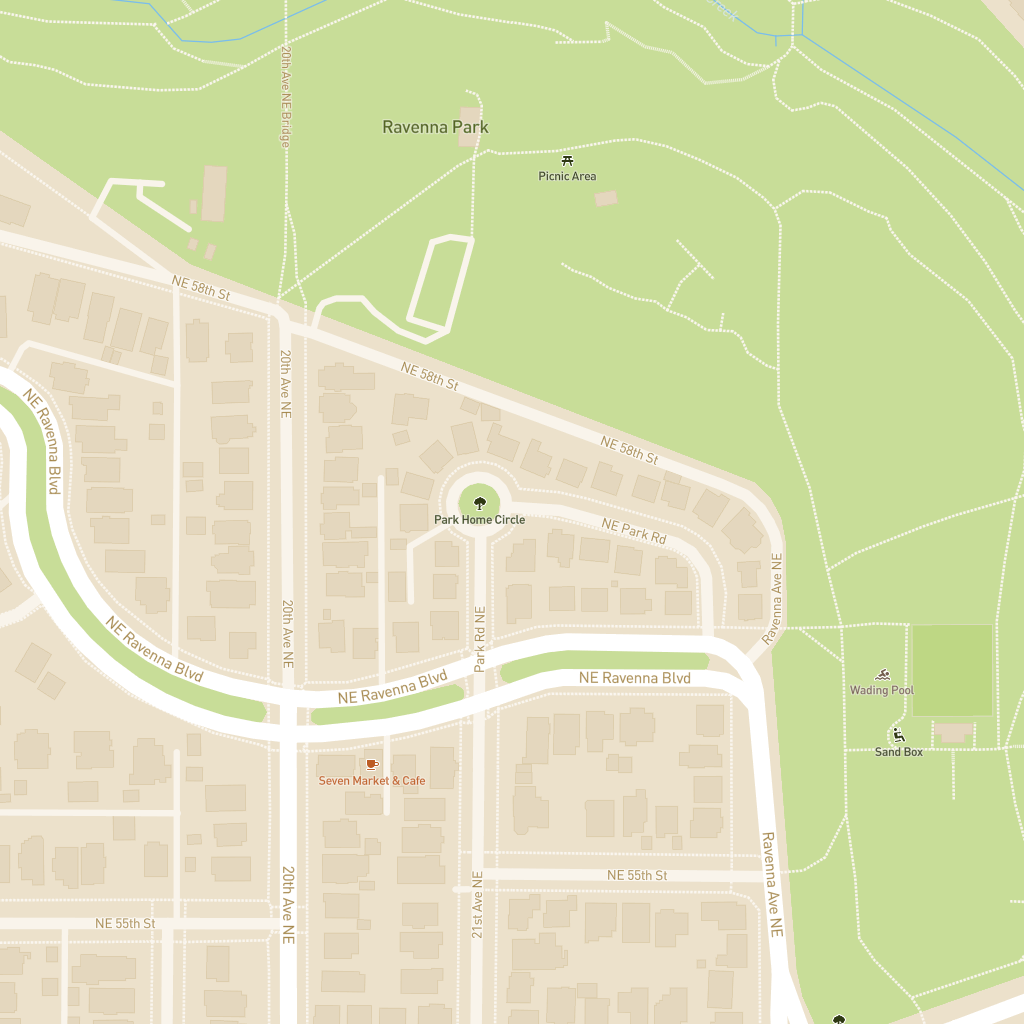 20th Ave NE Bridge
Ravenna Park
Picnic Area
NE 58th St
20th Ave NE
NE 58th St
NE Ravenna Blvd
NE 58th St
Park Home Circle
NE Park Rd
Ravenna Ave NE
20th Ave NE
Park Rd NE
NE Ravenna Blvd
NE Ravenna Blvd
NE Ravenna Blvd
Wading Pool
Sand Box
Seven Market & Cafe
Ravenna Ave NE
20th Ave NE
21st Ave NE
NE 55th St
NE 55th St